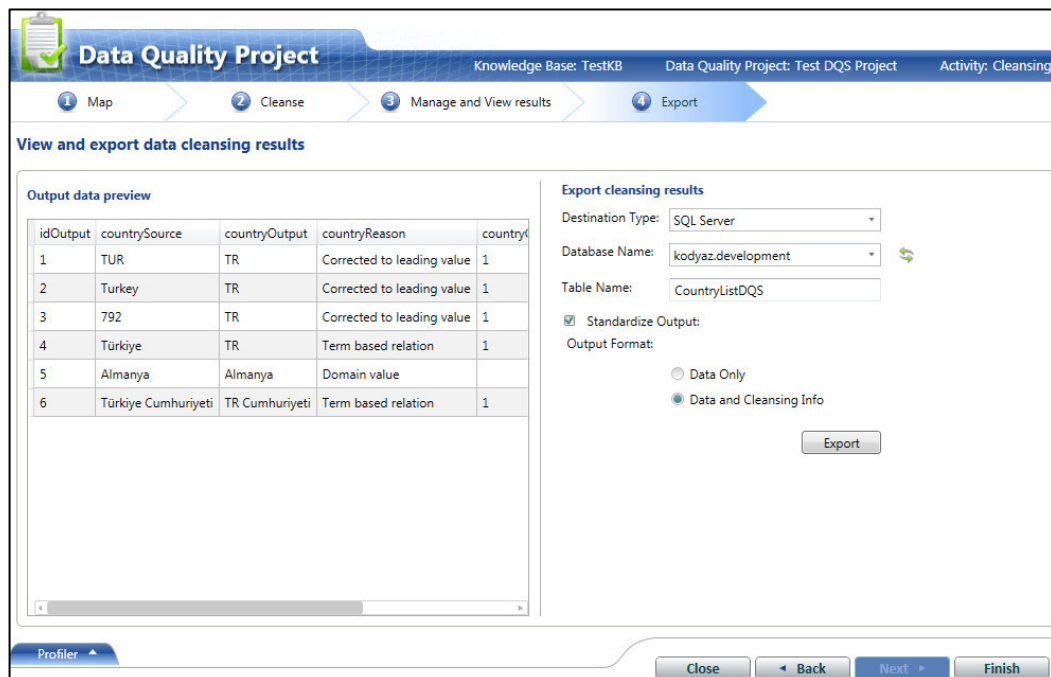 Data Quality Project
Knowledge Base: TestKB Data Quality Project: Test DQS Project Activity: Cleansing
1 Map 2 Cleanse 3 Manage and View results 4 Export
View and export data cleansing results
Output data preview
idOutput countrySource countryOutput countryReason country
1 TUR TR Corrected to leading value 1
2 Turkey TR Corrected to leading value 1
3 792 TR Corrected to leading value 1
4 Türkiye TR Term based relation 1
5 Almanya Almanya Domain value
6 Türkiye Cumhuriyeti TR Cumhuriyeti Term based relation 1
Export cleansing results
Destination Type: SQL Server
Database Name: kodyaz.development
Table Name: CountryListDQS
Standardize Output:
Output Format:
Data Only
Data and Cleansing Info
Export
Profiler
Close Back Next Finish